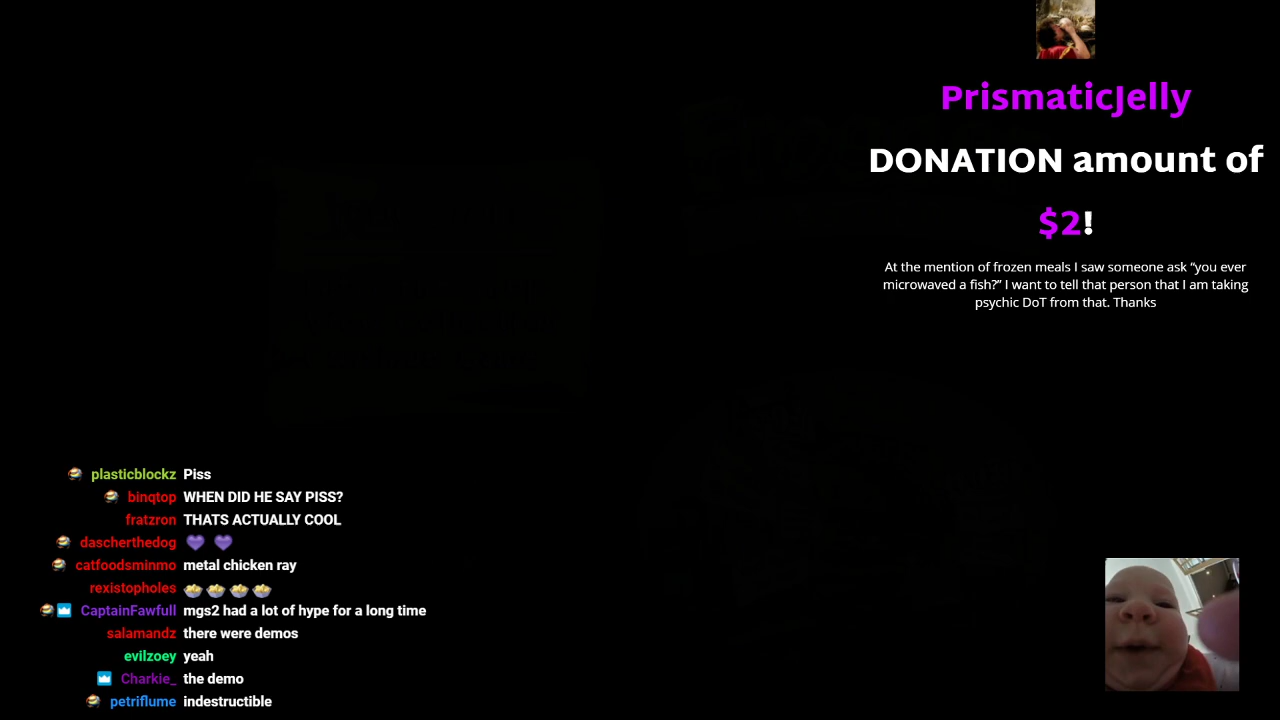 PrismaticJelly
DONATION amount of
$2!
At the mention of frozen meals I saw someone ask “you ever
microwaved a fish?” I want to tell that person that I am taking
psychic DoT from that. Thanks
plasticblockz Piss
binqtop WHEN DID HE SAY PISS?
fratzron THATS ACTUALLY COOL
dascherthedog
catfoodsminmo metal chicken ray
rexistopholes
CaptainFawfull mgs2 had a lot of hype for a long time
salamandz there were demos
evilzoey yeah
Charkie_ the demo
petriflume indestructible